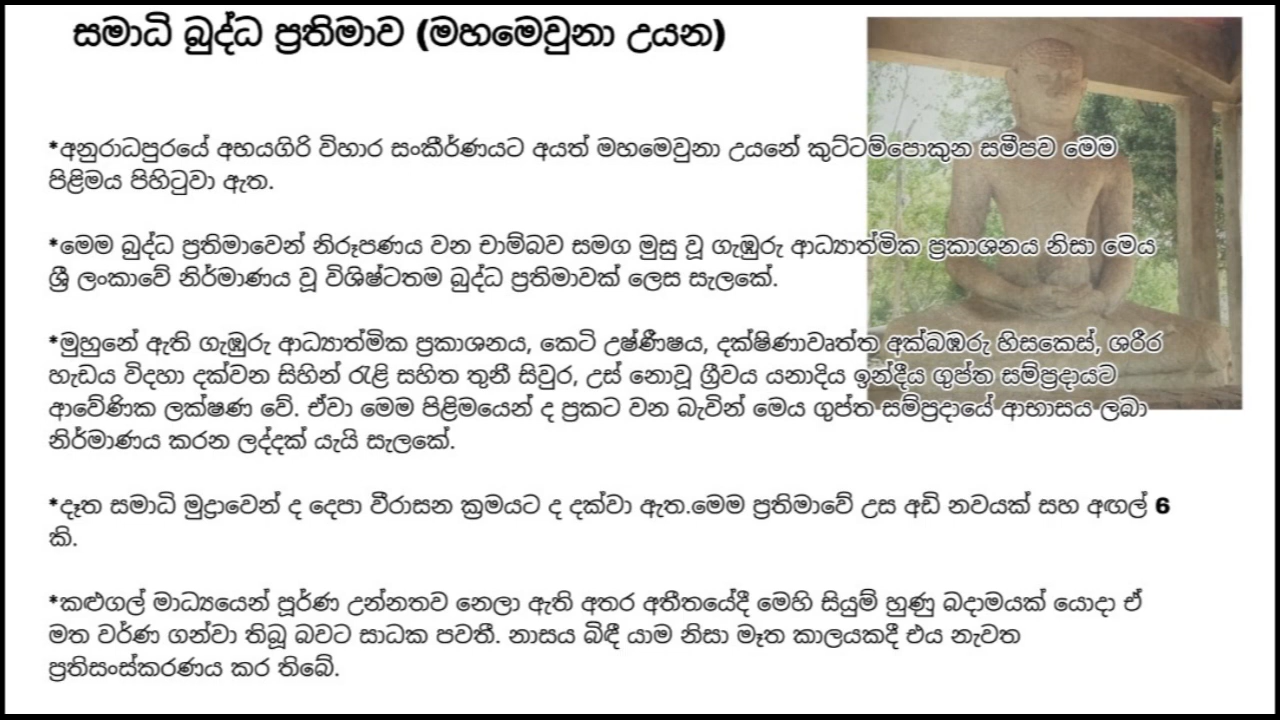 සමාධි බුද්ධ ප්‍රතිමාව (මහමෙවුනා උයන)
*අනුරාධපුරයේ අභයගිරි විහාර සංකීර්ණයට අයත් මහමෙවුනා උයනේ කුට්ටම්පොකුන සමීපව මෙම
පිළිමය පිහිටුවා ඇත.
*මෙම බුද්ධ ප්‍රතිමාවෙන් නිරූපණය වන චාම්බව සමග මුසු වූ ගැඹුරු ආධ්‍යාත්මික ප්‍රකාශනය නිසා මෙය
ශ්‍රී ලංකාවේ නිර්මාණය වූ විශිෂ්ටතම බුද්ධ ප්‍රතිමාවක් ලෙස සැලකේ.
*මුහුනේ ඇති ගැඹුරු ආධ්‍යාත්මික ප්‍රකාශනය, කෙටි උෂ්ණීෂය, දක්ෂිණාවෘත්ත අක්බඹරු හිසකෙස්, ශරීර
හැඩය විදහා දක්වන සිහින් රැළි සහිත තුනී සිවුර, උස් නොවූ ග්‍රීවය යනාදිය ඉන්දීය ගුප්ත සම්ප්‍රදායට
ආවේණික ලක්ෂණ වේ. ඒවා මෙම පිළිමයෙන් ද ප්‍රකට වන බැවින් මෙය ගුප්ත සම්ප්‍රදායේ ආභාසය ලබා
නිර්මාණය කරන ලද්දක් යැයි සැලකේ.
*දෑත සමාධි මුද්‍රාවෙන් ද දෙපා වීරාසන ක්‍රමයට ද දක්වා ඇත.මෙම ප්‍රතිමාවේ උස අඩි නවයක් සහ අඟල් 6
කි.
*කළුගල් මාධ්‍යයෙන් පූර්ණ උන්නතව නෙලා ඇති අතර අතීතයේදී මෙහි සියුම් හුණු බදාමයක් යොදා ඒ
මත වර්ණ ගන්වා තිබූ බවට සාධක පවතී. නාසය බිඳී යාම නිසා මෑත කාලයකදී එය නැවත
ප්‍රතිසංස්කරණය කර තිබේ.